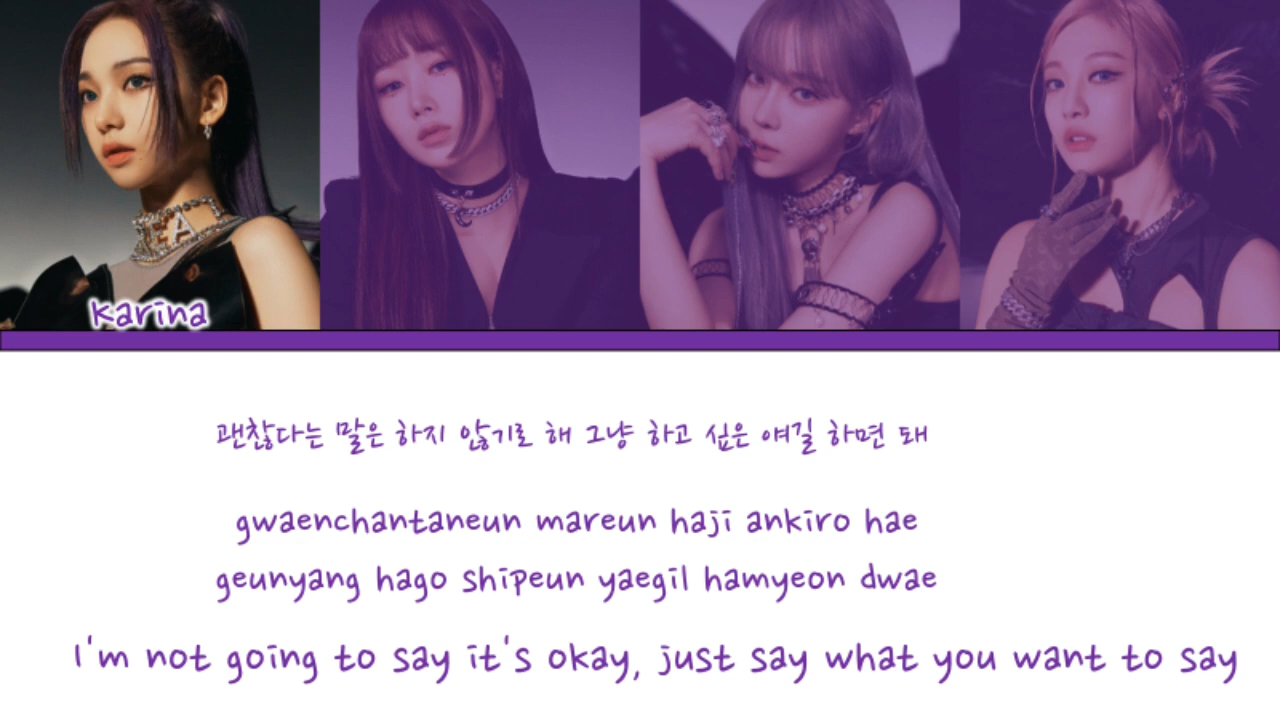 karina
괜찮다는 말은 하지 않기로 해 그냥 하고 싶은 얘길 하면 돼
gwaenchantaneun mareun haji ankiro hae
geunyang hago shipeun yaegil hamyeon dwae
I'm not going to say it's okay, just say what you want to say